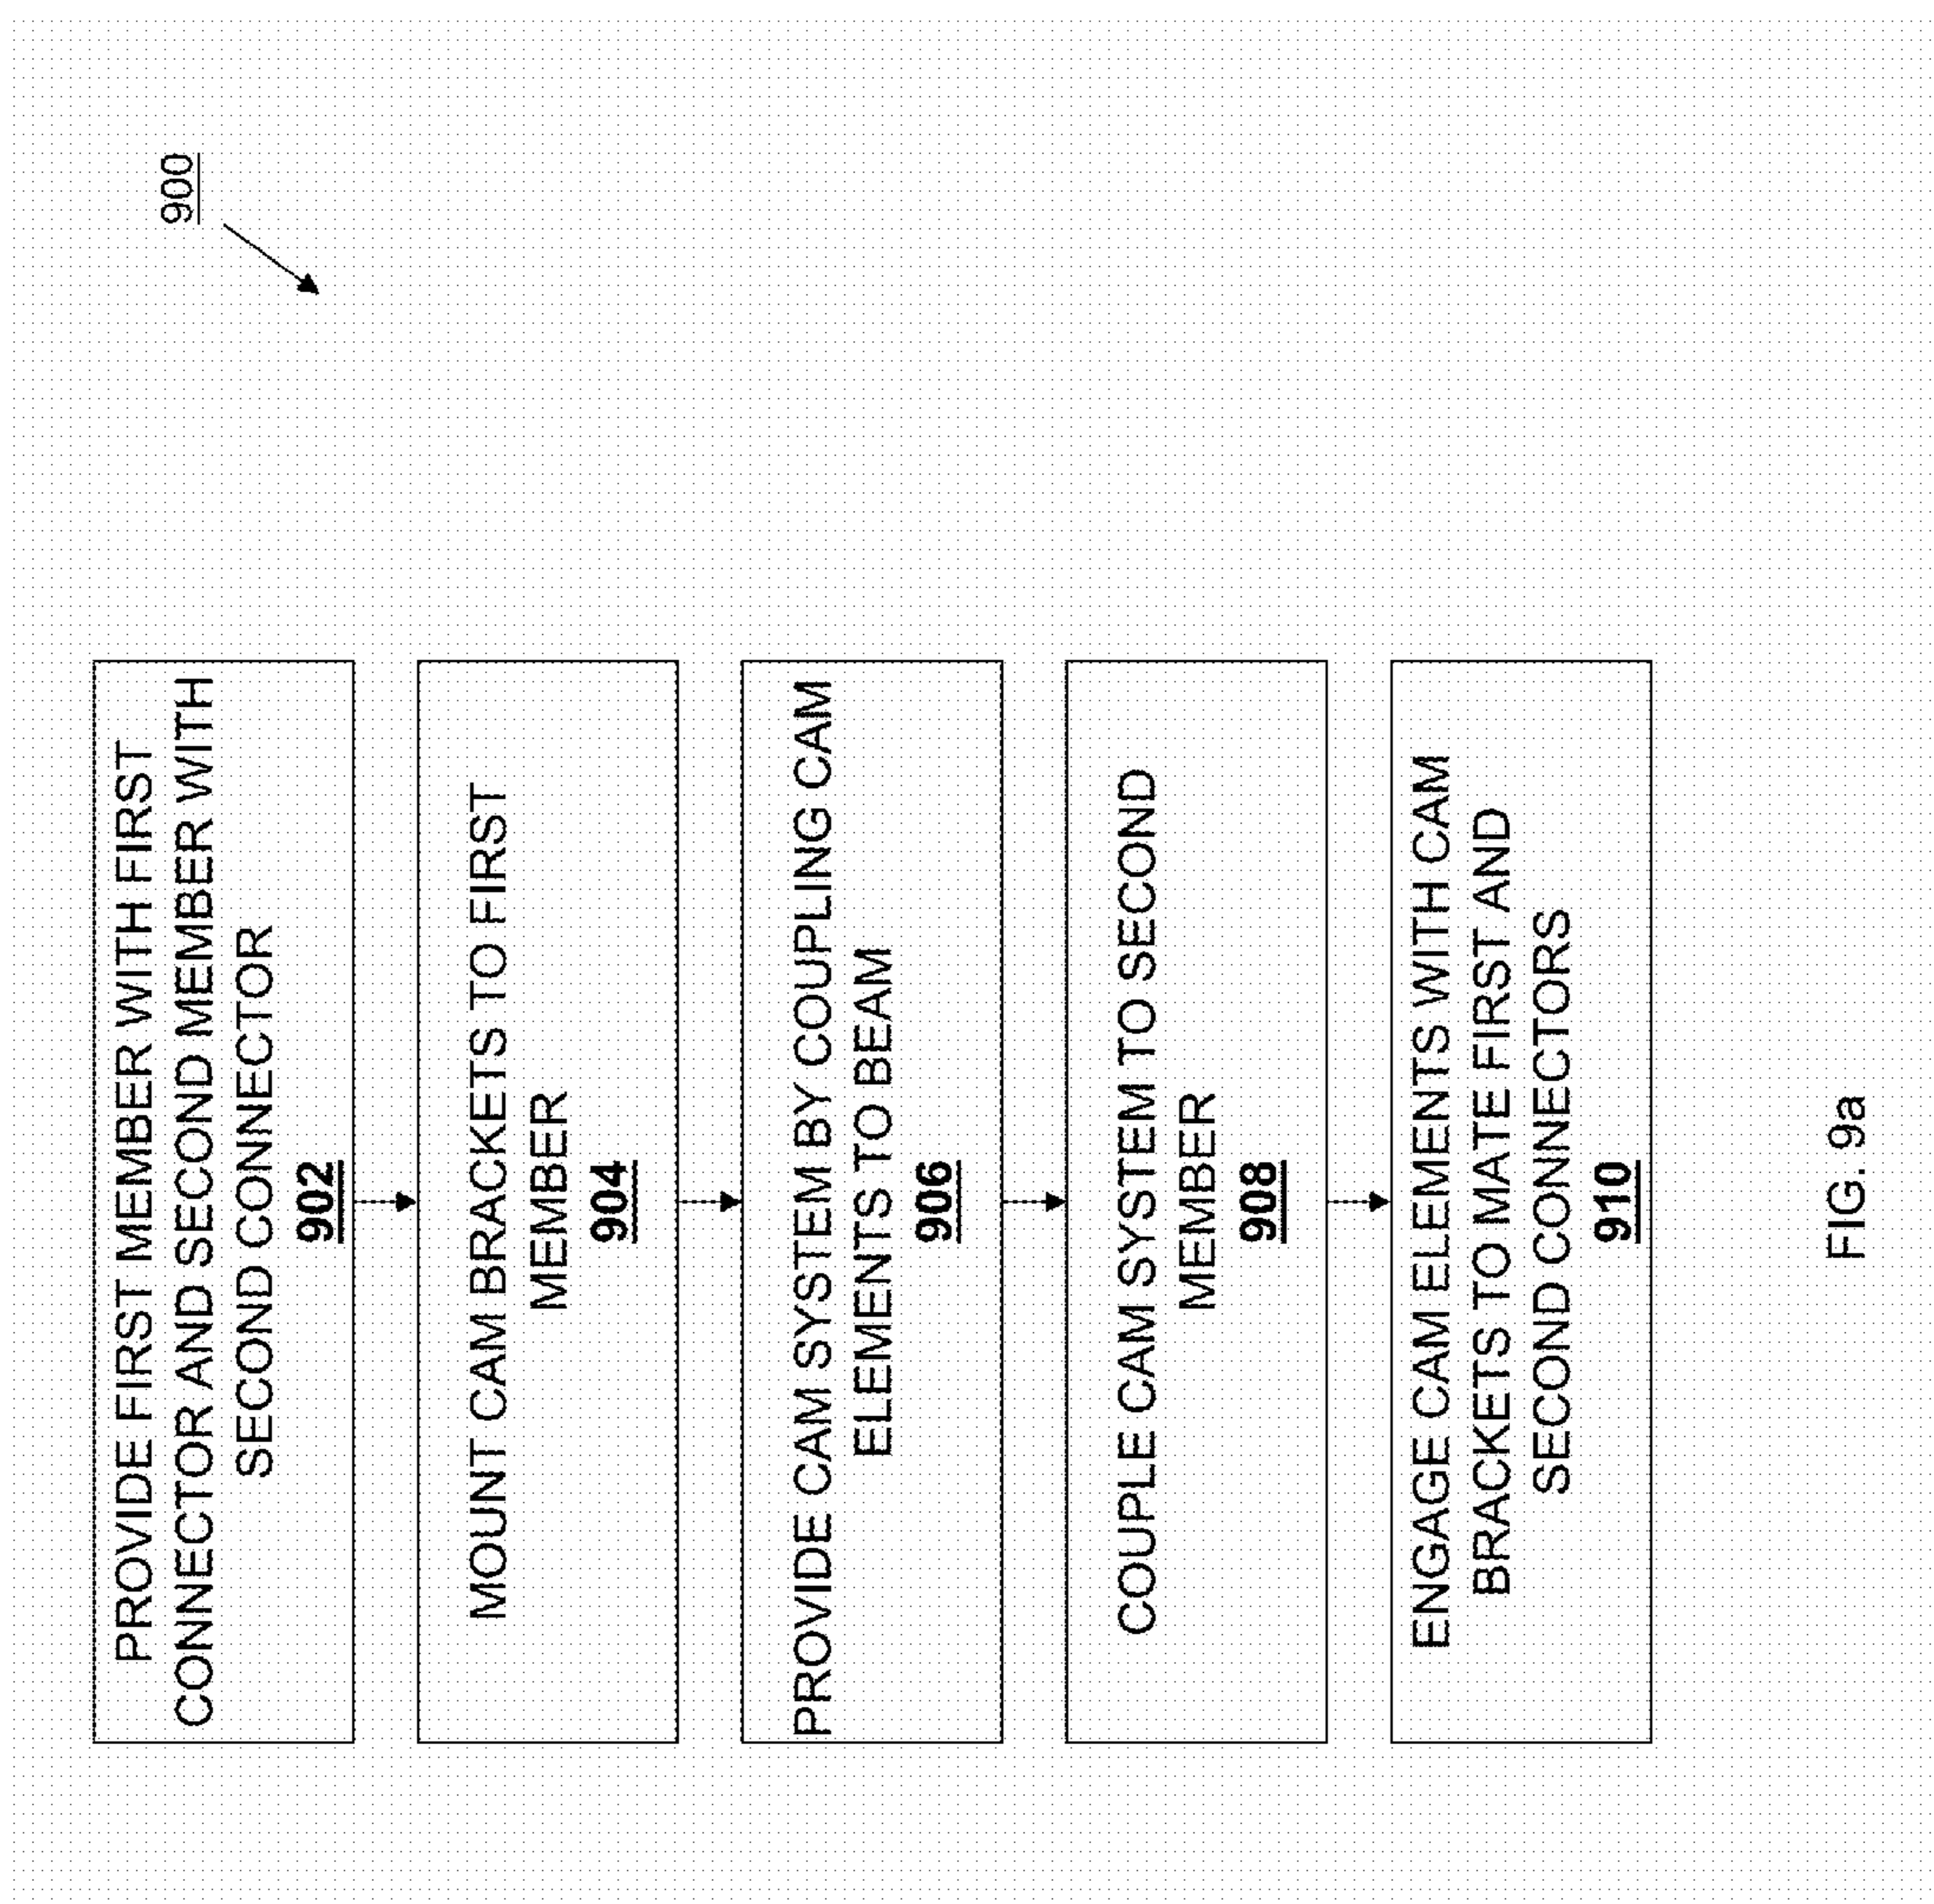 900
PROVIDE FIRST MEMBER WITH FIRST
CONNECTOR AND SECOND MEMBER WITH
SECOND CONNECTOR
902
MOUNT CAM BRACKETS TO FIRST
MEMBER
904
PROVIDE CAM SYSTEM BY COUPLING CAM
ELEMENTS TO BEAM
906
COUPLE CAM SYSTEM TO SECOND
MEMBER
908
ENGAGE CAM ELEMENTS WITH CAM
BRACKETS TO MATE FIRST AND
SECOND CONNECTORS
910
FIG. 9a